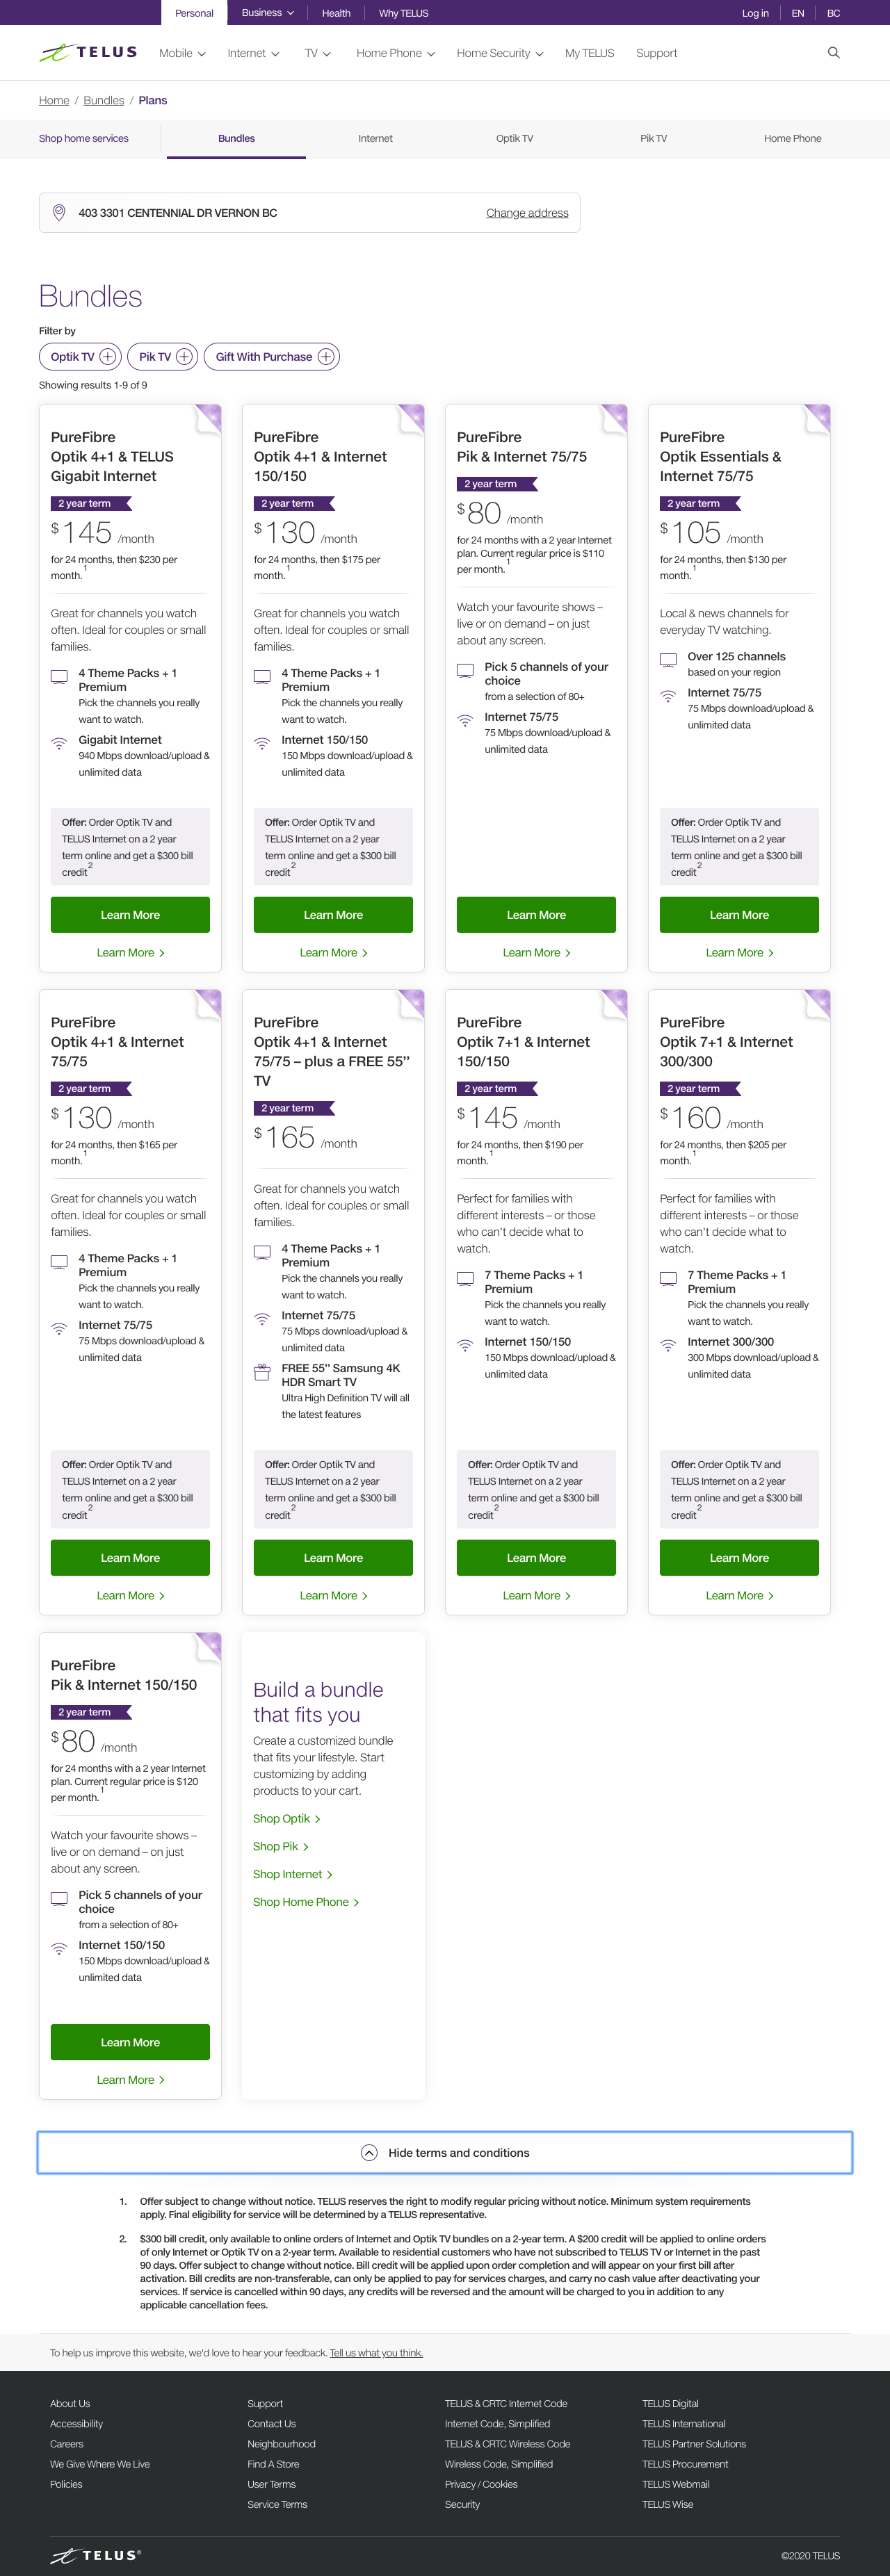 Personal Business Health Why TELUS Log in EN BC
TELUS Mobile Internet TV Home Phone Home Security My TELUS Support
Home / Bundles / Plans
Shop home services Bundles Internet Optik TV Pik TV Home Phone
403 3301 CENTENNIAL DR VERNON BC Change address
Bundles
Filter by
Optik TV Pik TV Gift With Purchase
Showing results 1-9 of 9
PureFibre
Optik 4+1 & TELUS
Gigabit Internet
2 year term
$145 /month
for 24 months, then $230 per
month.1
Great for channels you watch
often. Ideal for couples or small
families.
4 Theme Packs + 1
Premium
Pick the channels you really
want to watch.
Gigabit Internet
940 Mbps download/upload &
unlimited data
Offer: Order Optik TV and
TELUS Internet on a 2 year
term online and get a $300 bill
credit2
Learn More
Learn More
PureFibre
Optik 4+1 & Internet
150/150
2 year term
$130 /month
for 24 months, then $175 per
month.1
Great for channels you watch
often. Ideal for couples or small
families.
4 Theme Packs + 1
Premium
Pick the channels you really
want to watch.
Internet 150/150
150 Mbps download/upload &
unlimited data
Offer: Order Optik TV and
TELUS Internet on a 2 year
term online and get a $300 bill
credit2
Learn More
Learn More
PureFibre
Pik & Internet 75/75
2 year term
$80 /month
for 24 months with a 2 year Internet
plan. Current regular price is $110
per month.1
Watch your favourite shows –
live or on demand – on just
about any screen.
Pick 5 channels of your
choice
from a selection of 80+
Internet 75/75
75 Mbps download/upload &
unlimited data
Learn More
Learn More
PureFibre
Optik Essentials &
Internet 75/75
2 year term
$105 /month
for 24 months, then $130 per
month.1
Local & news channels for
everyday TV watching.
Over 125 channels
based on your region
Internet 75/75
75 Mbps download/upload &
unlimited data
Offer: Order Optik TV and
TELUS Internet on a 2 year
term online and get a $300 bill
credit2
Learn More
Learn More
PureFibre
Optik 4+1 & Internet
75/75
2 year term
$130 /month
for 24 months, then $165 per
month.1
Great for channels you watch
often. Ideal for couples or small
families.
4 Theme Packs + 1
Premium
Pick the channels you really
want to watch.
Internet 75/75
75 Mbps download/upload &
unlimited data
Offer: Order Optik TV and
TELUS Internet on a 2 year
term online and get a $300 bill
credit2
Learn More
Learn More
PureFibre
Optik 4+1 & Internet
75/75 – plus a FREE 55”
TV
2 year term
$165 /month
Great for channels you watch
often. Ideal for couples or small
families.
4 Theme Packs + 1
Premium
Pick the channels you really
want to watch.
Internet 75/75
75 Mbps download/upload &
unlimited data
FREE 55” Samsung 4K
HDR Smart TV
Ultra High Definition TV will all
the latest features
Offer: Order Optik TV and
TELUS Internet on a 2 year
term online and get a $300 bill
credit2
Learn More
Learn More
PureFibre
Optik 7+1 & Internet
150/150
2 year term
$145 /month
for 24 months, then $190 per
month.1
Perfect for families with
different interests – or those
who can't decide what to
watch.
7 Theme Packs + 1
Premium
Pick the channels you really
want to watch.
Internet 150/150
150 Mbps download/upload &
unlimited data
Offer: Order Optik TV and
TELUS Internet on a 2 year
term online and get a $300 bill
credit2
Learn More
Learn More
PureFibre
Optik 7+1 & Internet
300/300
2 year term
$160 /month
for 24 months, then $205 per
month.1
Perfect for families with
different interests – or those
who can't decide what to
watch.
7 Theme Packs + 1
Premium
Pick the channels you really
want to watch.
Internet 300/300
300 Mbps download/upload &
unlimited data
Offer: Order Optik TV and
TELUS Internet on a 2 year
term online and get a $300 bill
credit2
Learn More
Learn More
PureFibre
Pik & Internet 150/150
2 year term
$80 /month
for 24 months with a 2 year Internet
plan. Current regular price is $120
per month.1
Watch your favourite shows –
live or on demand – on just
about any screen.
Pick 5 channels of your
choice
from a selection of 80+
Internet 150/150
150 Mbps download/upload &
unlimited data
Learn More
Learn More
Build a bundle
that fits you
Create a customized bundle
that fits your lifestyle. Start
customizing by adding
products to your cart.
Shop Optik
Shop Pik
Shop Internet
Shop Home Phone
Hide terms and conditions
1. Offer subject to change without notice. TELUS reserves the right to modify regular pricing without notice. Minimum system requirements
apply. Final eligibility for service will be determined by a TELUS representative.
2. $300 bill credit, only available to online orders of Internet and Optik TV bundles on a 2-year term. A $200 credit will be applied to online orders
of only Internet or Optik TV on a 2-year term. Available to residential customers who have not subscribed to TELUS TV or Internet in the past
90 days. Offer subject to change without notice. Bill credit will be applied upon order completion and will appear on your first bill after
activation. Bill credits are non-transferable, can only be applied to pay for services charges, and carry no cash value after deactivating your
services. If service is cancelled within 90 days, any credits will be reversed and the amount will be charged to you in addition to any
applicable cancellation fees.
To help us improve this website, we'd love to hear your feedback. Tell us what you think.
About Us Support TELUS & CRTC Internet Code TELUS Digital
Accessibility Contact Us Internet Code, Simplified TELUS International
Careers Neighbourhood TELUS & CRTC Wireless Code TELUS Partner Solutions
We Give Where We Live Find A Store Wireless Code, Simplified TELUS Procurement
Policies User Terms Privacy / Cookies TELUS Webmail
Service Terms Security TELUS Wise
TELUS® ©2020 TELUS